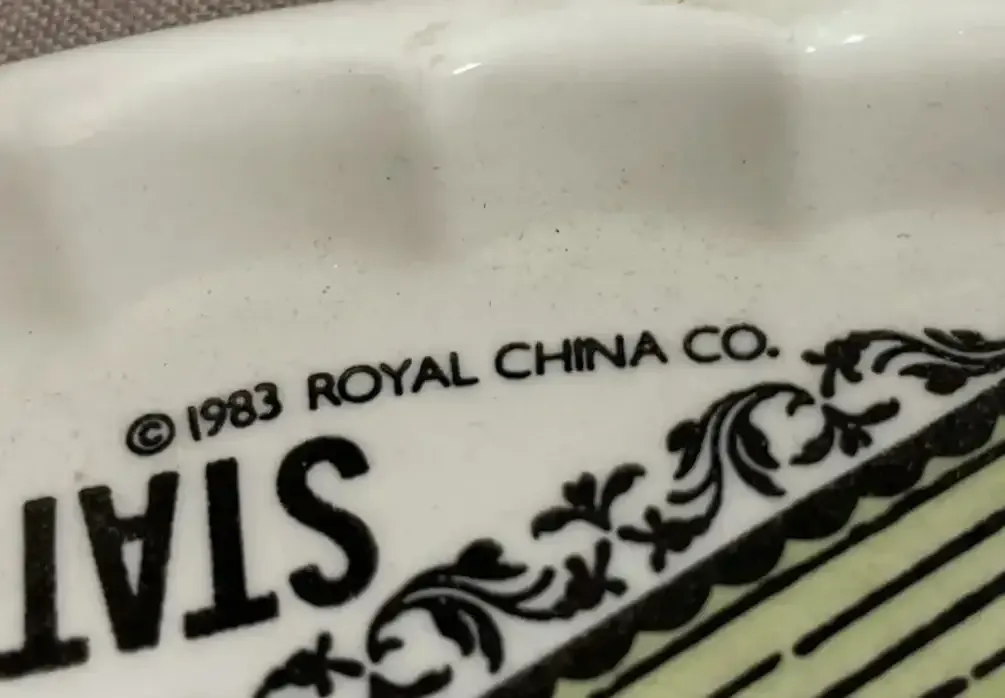 © 1983 ROYAL CHINA CO.
STAT